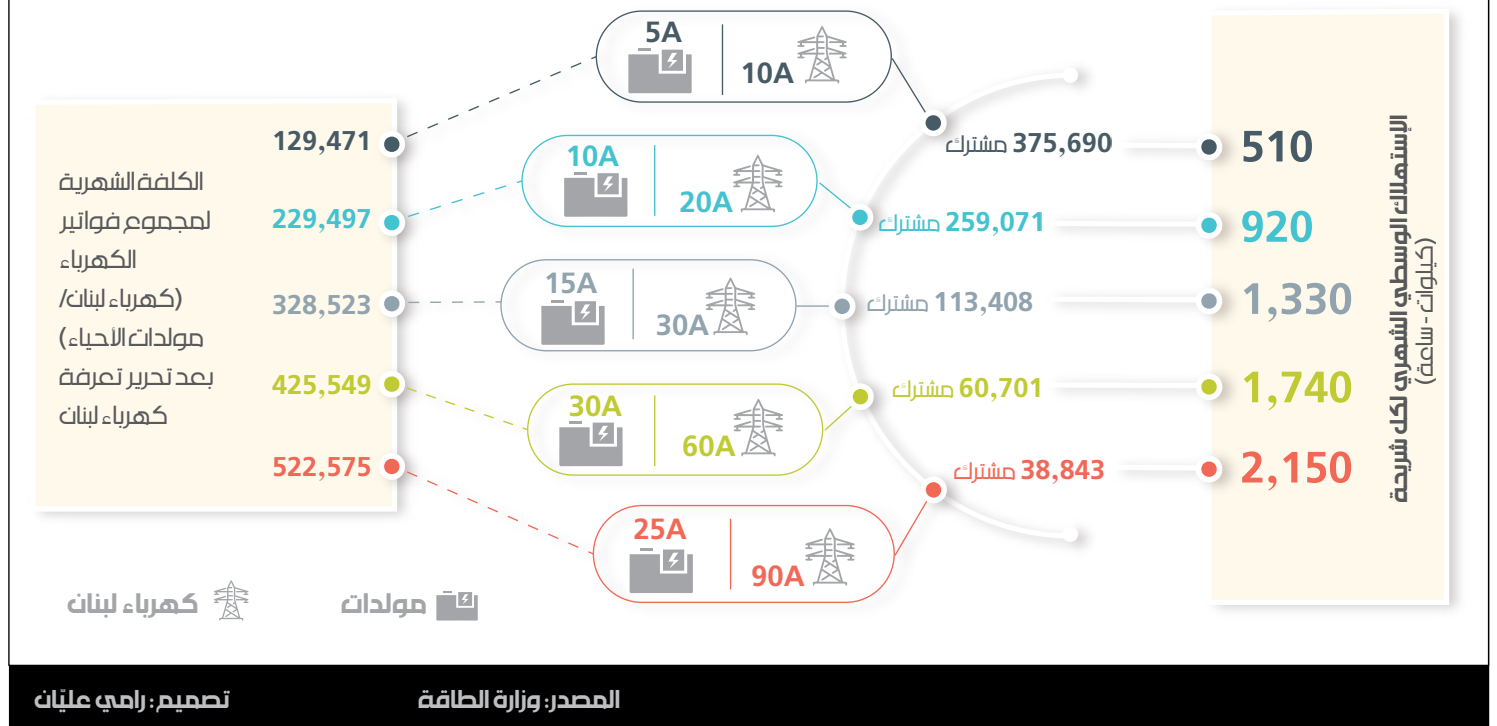 الإستهلاك الوسطي الشهري لكل شريحة
(كيلوات - ساعة)
510
375,690 مشترك
10A
5A
129,471
920
259,071 مشترك
20A
10A
229,497
1,330
113,408 مشترك
30A
15A
328,523
1,740
60,701 مشترك
60A
30A
425,549
2,150
38,843 مشترك
90A
25A
522,575
الكلفة الشهرية
لمجموع فواتير
الكهرباء
(كهرباء لبنان/
مولدات الأحياء)
بعد تحرير تعرفة
كهرباء لبنان
مولدات
كهرباء لبنان
المصدر: وزارة الطاقة
تصميم: رامي عليّان